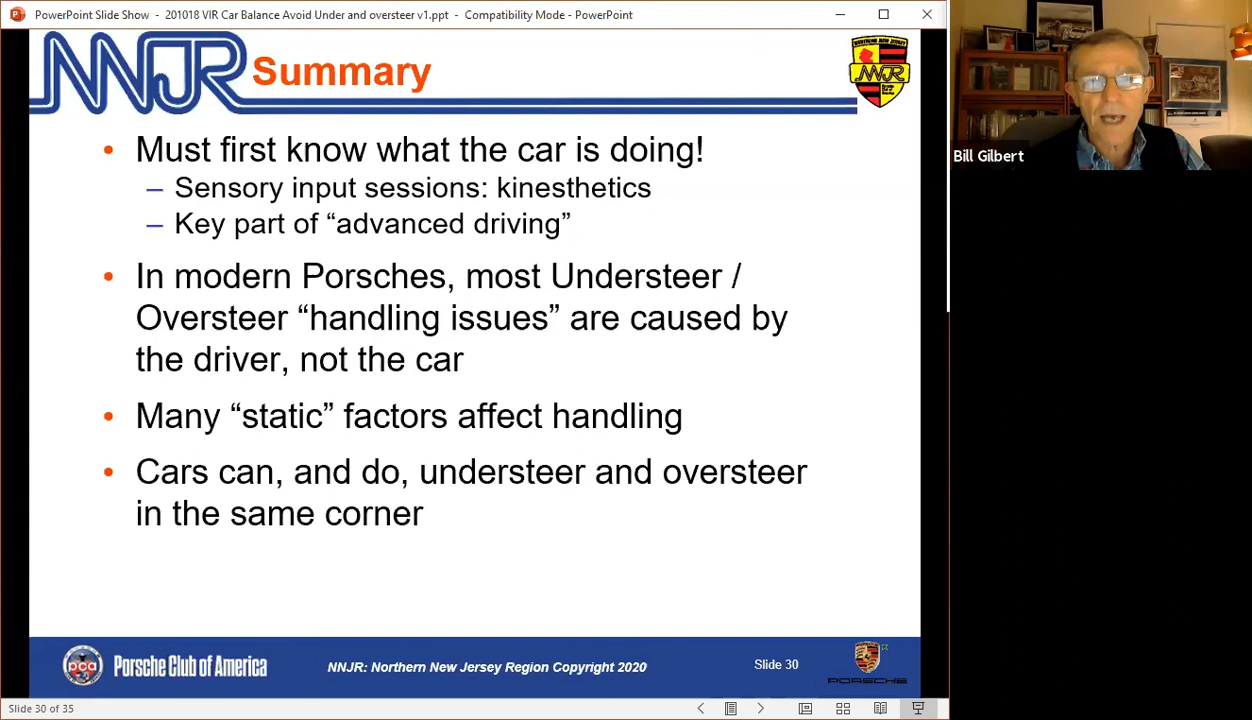 PowerPoint Slide Show - 201018 VIR Car Balance Avoid Under and oversteer v1.ppt - Compatibility Mode - PowerPoint
NNJR
Summary
NNJR
Bill Gilbert
• Must first know what the car is doing!
– Sensory input sessions: kinesthetics
– Key part of “advanced driving”
• In modern Porsches, most Understeer /
Oversteer “handling issues” are caused by
the driver, not the car
• Many “static” factors affect handling
• Cars can, and do, understeer and oversteer
in the same corner
pca Porsche Club of America
NNJR: Northern New Jersey Region Copyright 2020
Slide 30
PORSCHE
Slide 30 of 35